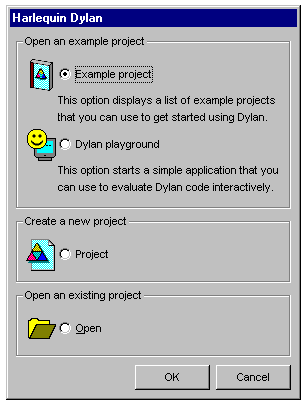 Harlequin Dylan
Open an example project
Example project
This option displays a list of example projects
that you can use to get started using Dylan.
Dylan playground
This option starts a simple application that you
can use to evaluate Dylan code interactively.
Create a new project
Project
Open an existing project
Open
OK
Cancel